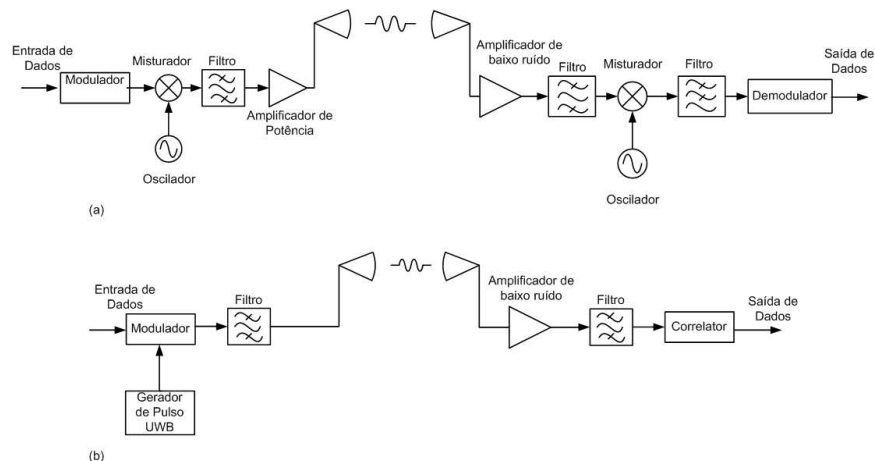 Entrada de
Dados
Modulador
Misturador
Filtro
Amplificador de
Potência
Oscilador
Amplificador de
baixo ruído
Filtro
Misturador
Filtro
Oscilador
Demodulador
Saída de
Dados
(a)
Entrada de
Dados
Modulador
Filtro
Gerador
de Pulso
UWB
Amplificador de
baixo ruído
Filtro
Correlator
Saída de
Dados
(b)